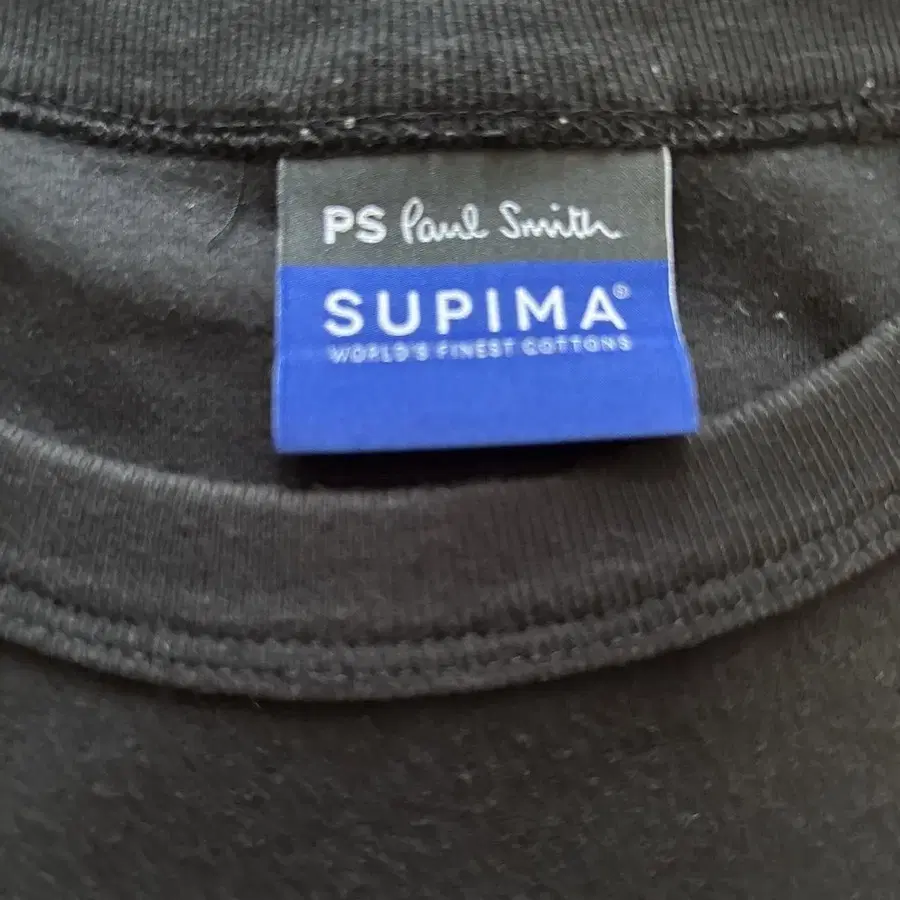 PS Paul Smith
SUPIMA®
WORLD'S FINEST COTTONS